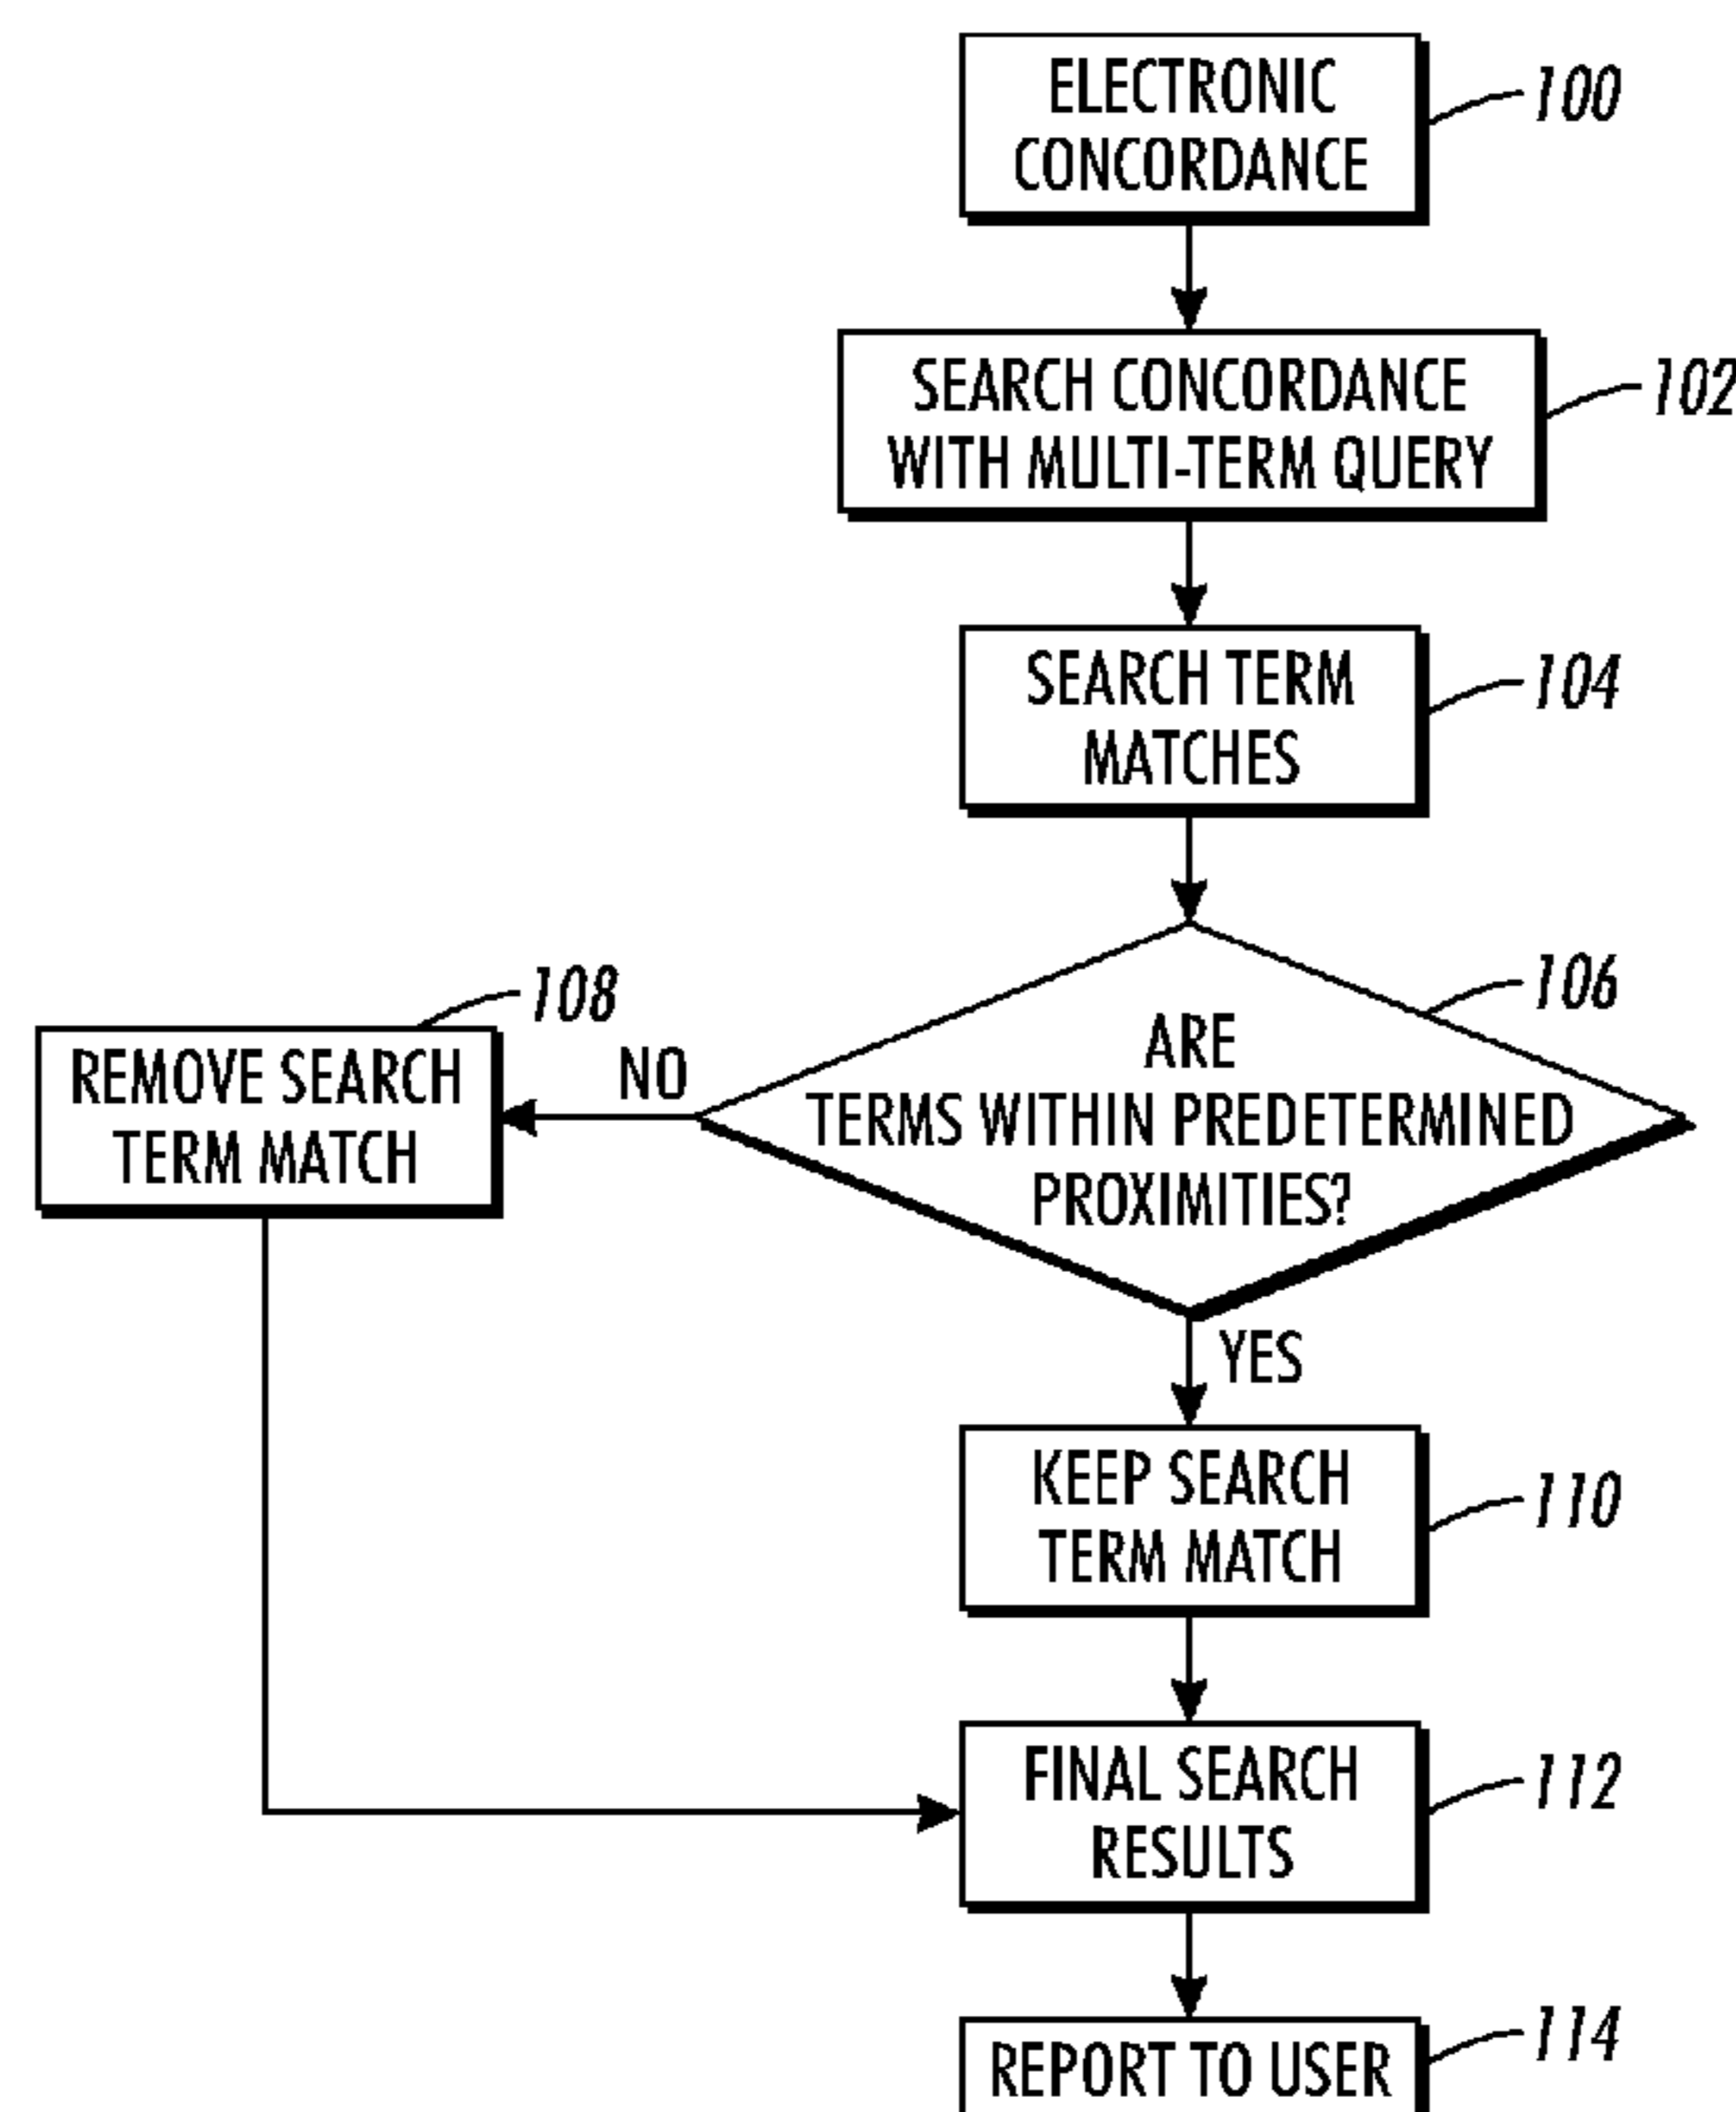 ELECTRONIC
CONCORDANCE
100
SEARCH CONCORDANCE
WITH MULTI-TERM QUERY
102
SEARCH TERM
MATCHES
104
106
ARE
TERMS WITHIN PREDETERMINED
PROXIMITIES?
NO
108
REMOVE SEARCH
TERM MATCH
YES
KEEP SEARCH
TERM MATCH
110
FINAL SEARCH
RESULTS
112
REPORT TO USER
114